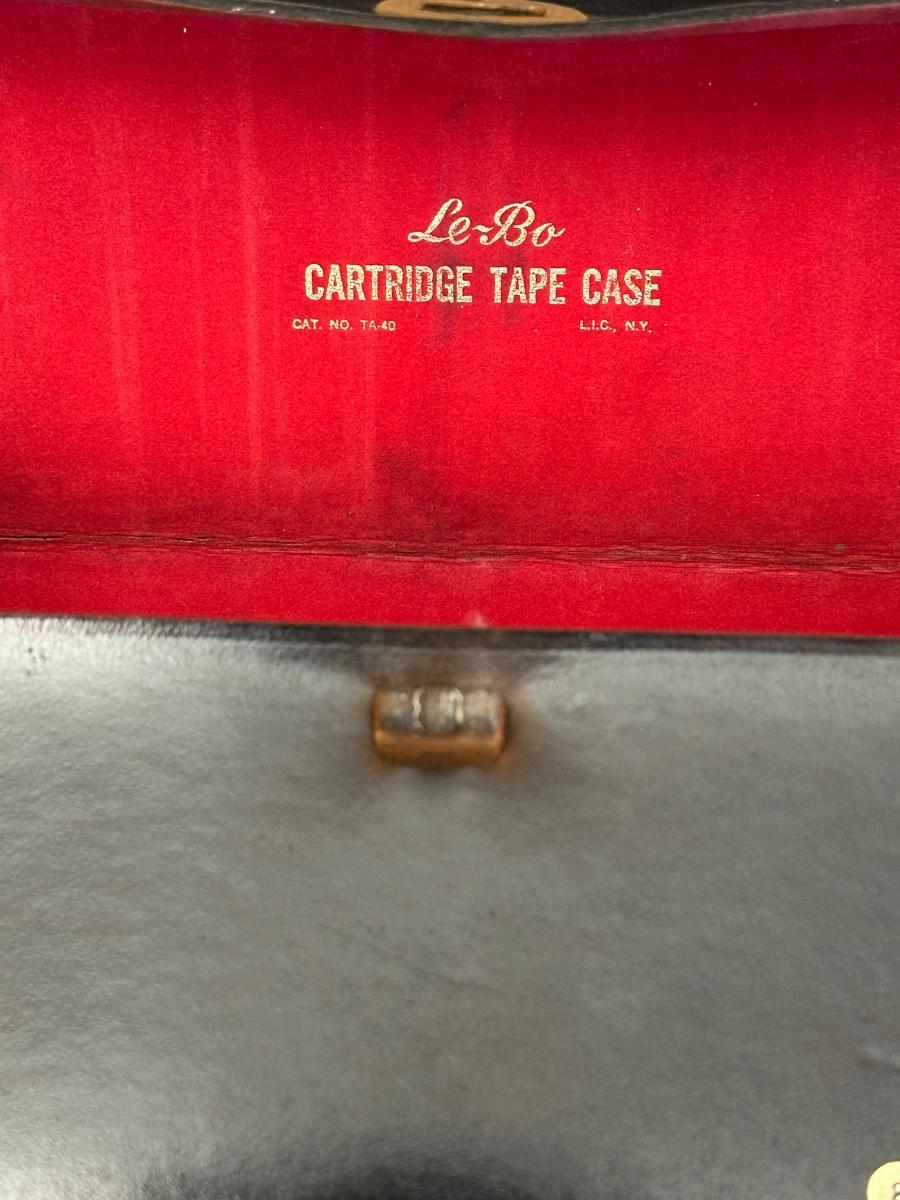 Le-Bo
CARTRIDGE TAPE CASE
CAT. NO. TA-40 L.I.C., N.Y.